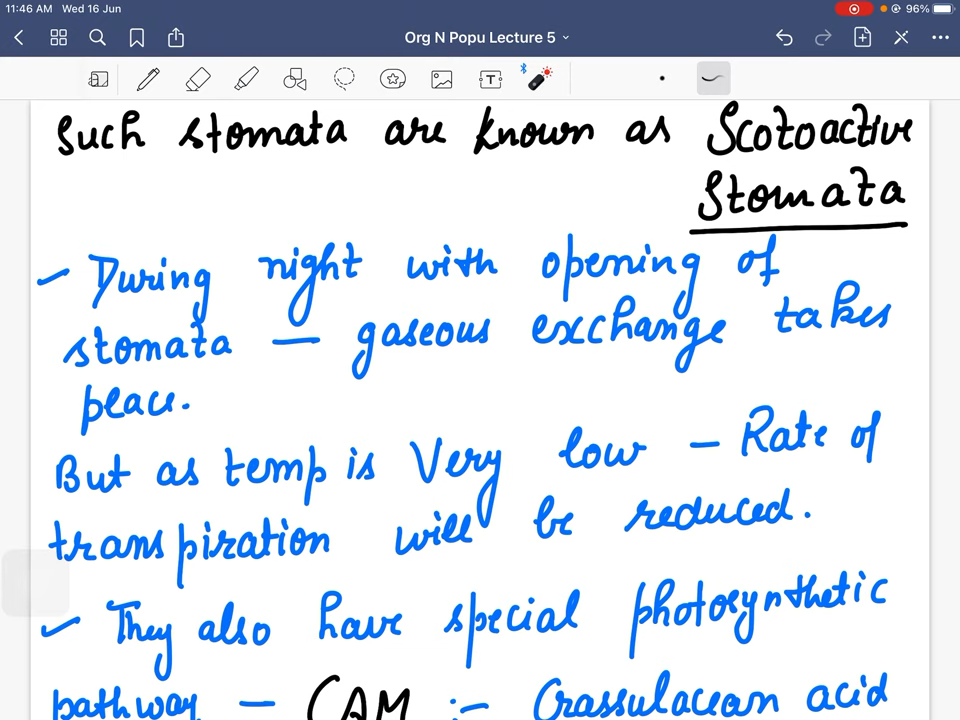 11:46 AM Wed 16 Jun 96%
Org N Popu Lecture 5
Such stomata are known as Scotoactive
Stomata
During night with opening of
stomata — gaseous exchange takes
place.
But as temp is Very low — Rate of
transpiration will be reduced.
They also have special photosynthetic
pathway — CAM :- Crassulacean acid